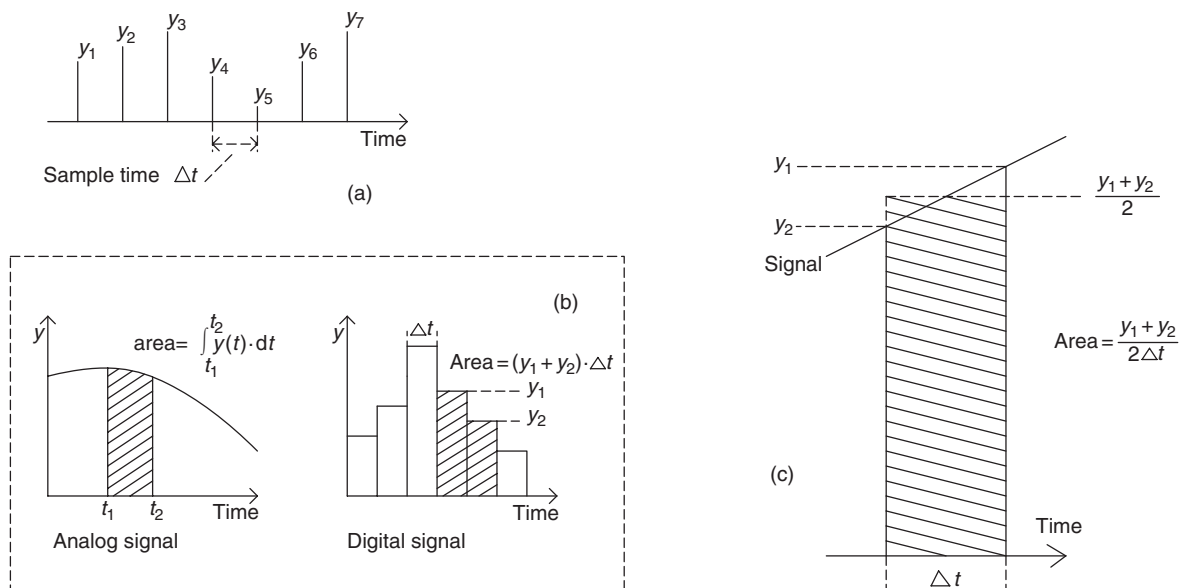 y₁ y₂ y₃ y₄ y₅ y₆ y₇
Time
Sample time △t
(a)
(b)
y
area= ∫ t₁ t₂ y(t)·dt
t₁ t₂ Time
Analog signal
y
△t
Area=(y₁+y₂)·△t
y₁
y₂
Time
Digital signal
y₁
(y₁+y₂)/2
y₂
Signal
Area=(y₁+y₂)/(2△t)
(c)
Time
△t